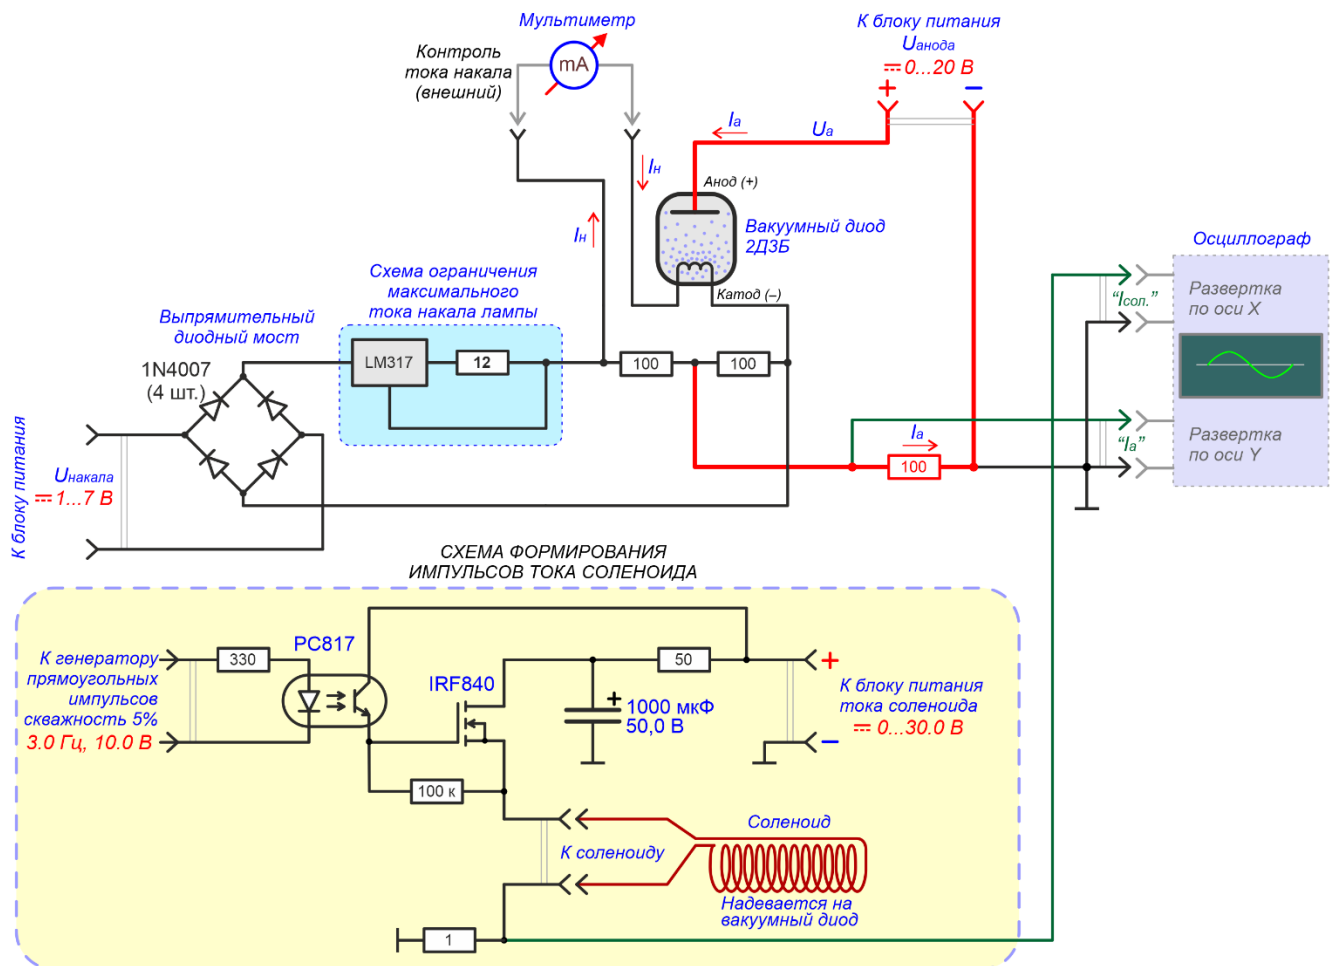 Мультиметр
Контроль
тока накала
(внешний)
mA
К блоку питания
Uанода
0...20 В
+
−
Iа
Uа
Iн
Анод (+)
Вакуумный диод
2Д3Б
Iн
Катод (–)
Осциллограф
“Iсол.”
Развертка
по оси X
“Iа”
Развертка
по оси Y
Схема ограничения
максимального
тока накала лампы
Выпрямительный
диодный мост
1N4007
(4 шт.)
LM317
12
100
100
Iа
100
К блоку питания
Uнакала
1...7 В
СХЕМА ФОРМИРОВАНИЯ
ИМПУЛЬСОВ ТОКА СОЛЕНОИДА
К генератору
прямоугольных
импульсов
скважность 5%
3.0 Гц, 10.0 В
330
PC817
IRF840
50
+
1000 мкФ
50,0 В
+
К блоку питания
тока соленоида
0...30.0 В
−
100 к
К соленоиду
Соленоид
Надевается на
вакуумный диод
1